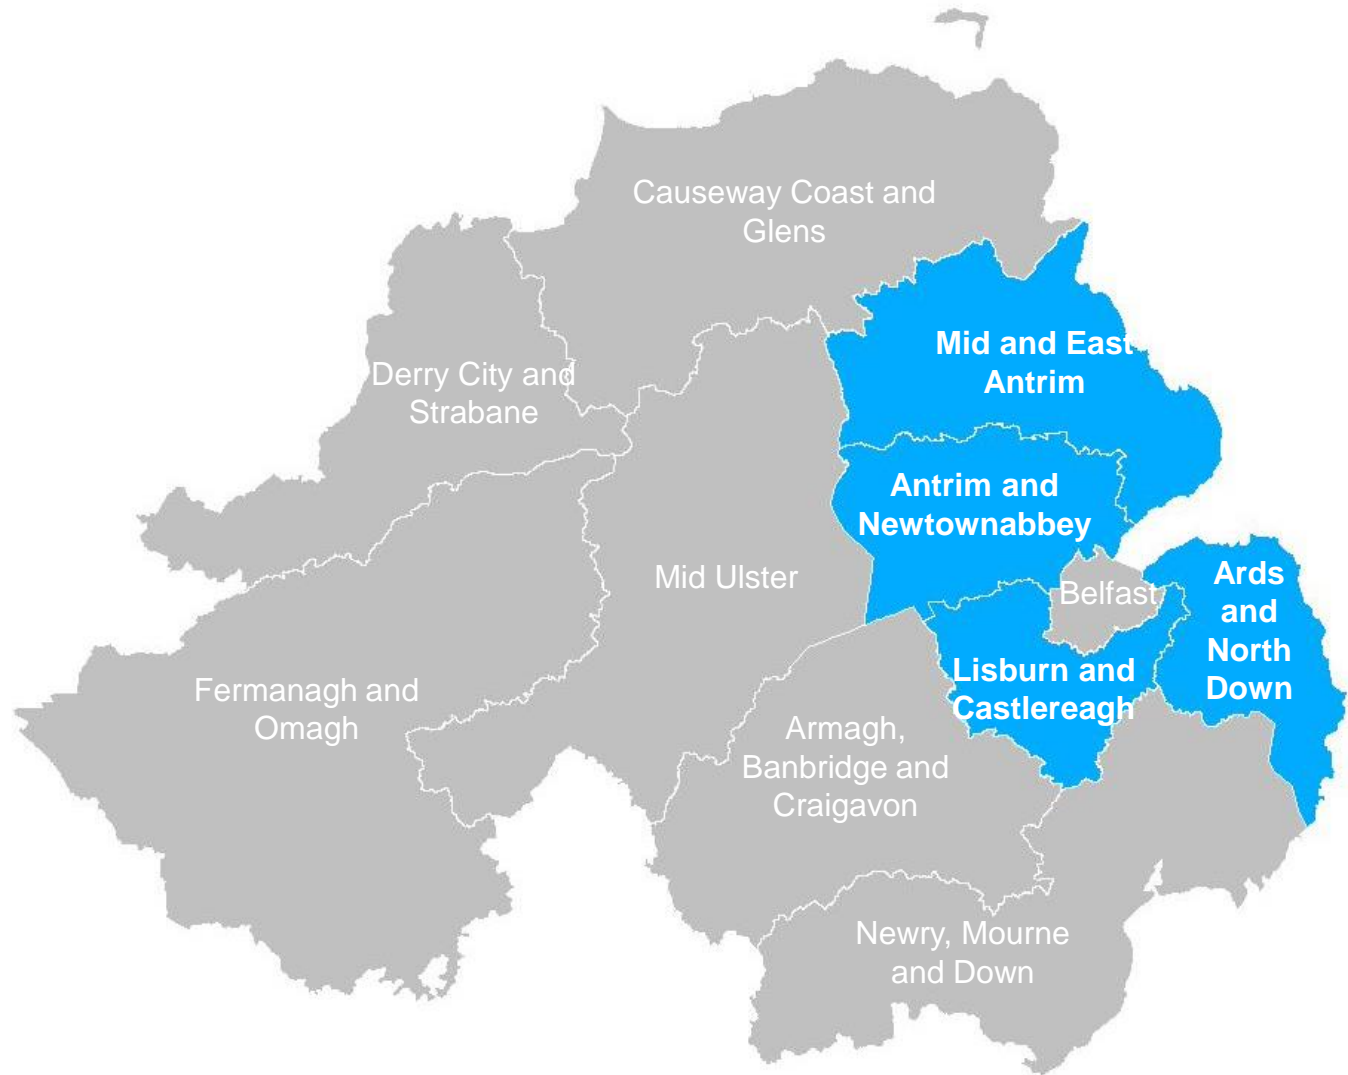 Causeway Coast and
Glens
Mid and East
Antrim
Derry City and
Strabane
Antrim and
Newtownabbey
Mid Ulster
Belfast
Ards
and
North
Down
Lisburn and
Castlereagh
Fermanagh and
Omagh
Armagh,
Banbridge and
Craigavon
Newry, Mourne
and Down